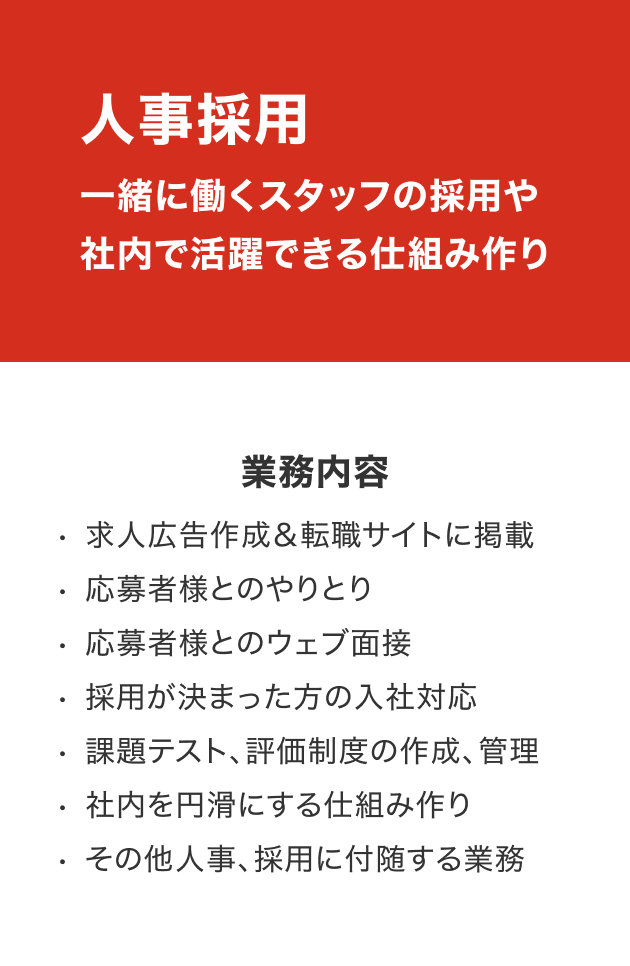 人事採用
一緒に働くスタッフの採用や
社内で活躍できる仕組み作り
業務内容
・ 求人広告作成＆転職サイトに掲載
・ 応募者様とのやりとり
・ 応募者様とのウェブ面接
・ 採用が決まった方の入社対応
・ 課題テスト、評価制度の作成、管理
・ 社内を円滑にする仕組み作り
・ その他人事、採用に付随する業務